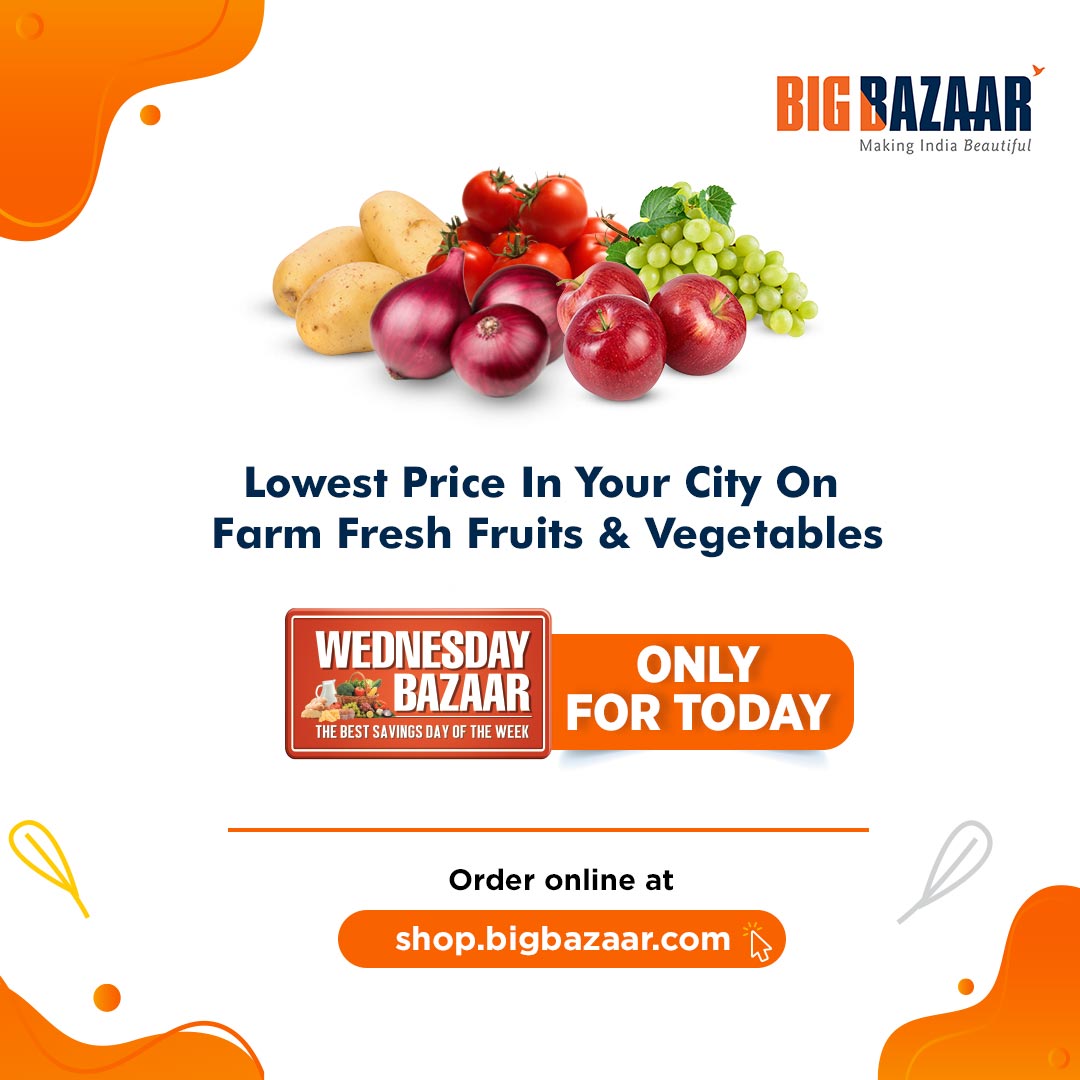 BIG BAZAAR
Making India Beautiful
Lowest Price In Your City On
Farm Fresh Fruits & Vegetables
WEDNESDAY
BAZAAR
THE BEST SAVINGS DAY OF THE WEEK
ONLY
FOR TODAY
Order online at
shop.bigbazaar.com